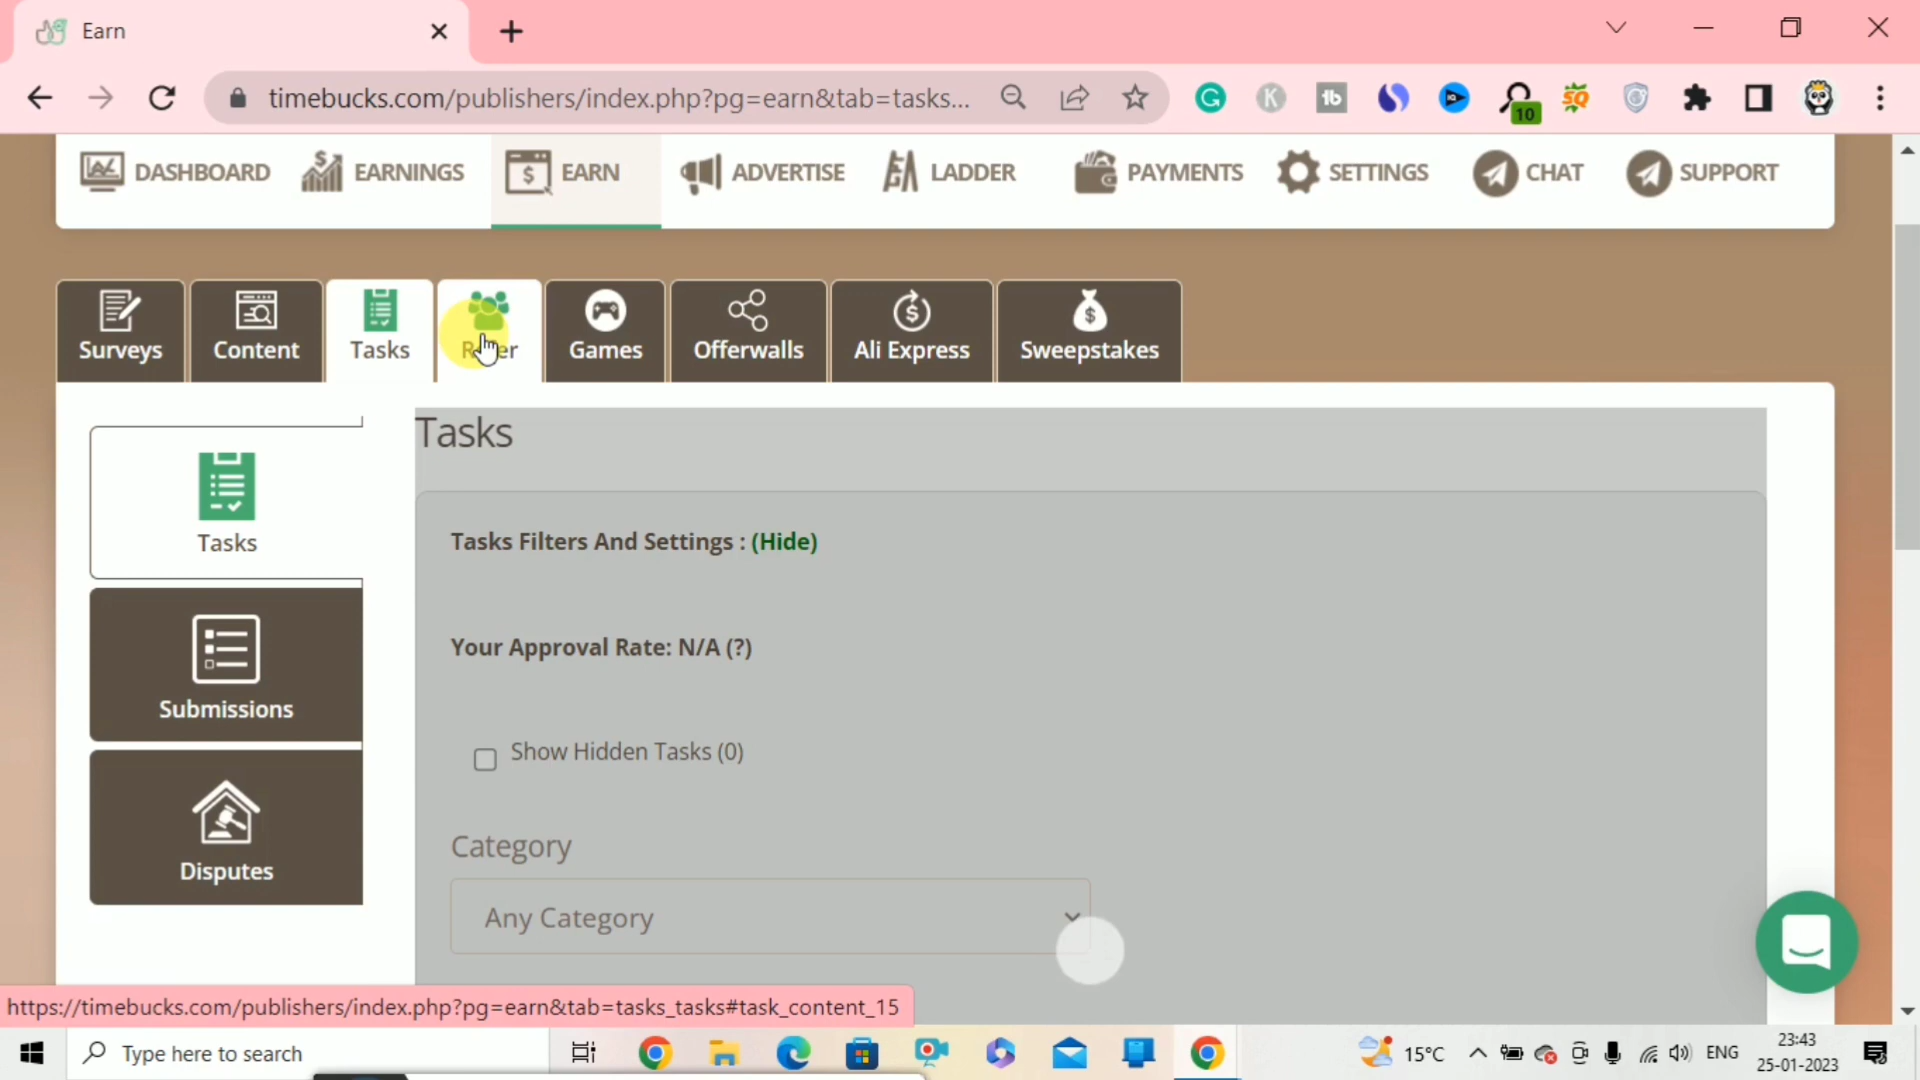 Earn
timebucks.com/publishers/index.php?pg=earn&tab=tasks...
10
DASHBOARD
EARNINGS
EARN
ADVERTISE
LADDER
PAYMENTS
SETTINGS
CHAT
SUPPORT
Surveys
Content
Tasks
Games
Offerwalls
Ali Express
Sweepstakes
Tasks
Submissions
Disputes
Tasks
Tasks Filters And Settings : (Hide)
Your Approval Rate: N/A (?)
Show Hidden Tasks (0)
Category
Any Category
https://timebucks.com/publishers/index.php?pg=earn&tab=tasks_tasks#task_content_15
Type here to search
15°C
ENG
23:43
25-01-2023